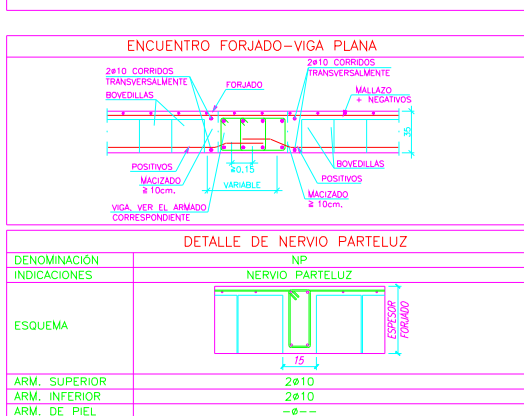 ENCUENTRO FORJADO-VIGA PLANA
2ø10 CORRIDOS
TRANSVERSALMENTE
BOVEDILLAS
FORJADO
2ø10 CORRIDOS
TRANSVERSALMENTE
MALLAZO
+ NEGATIVOS
35
POSITIVOS
MACIZADO
≥ 10cm.
≥0,15
VARIABLE
BOVEDILLAS
POSITIVOS
MACIZADO
≥ 10cm.
VIGA, VER EL ARMADO
CORRESPONDIENTE
DETALLE DE NERVIO PARTELUZ
DENOMINACIÓN NP
INDICACIONES NERVIO PARTELUZ
ESQUEMA
ESPESOR
FORJADO
15
ARM. SUPERIOR 2ø10
ARM. INFERIOR 2ø10
ARM. DE PIEL -ø--